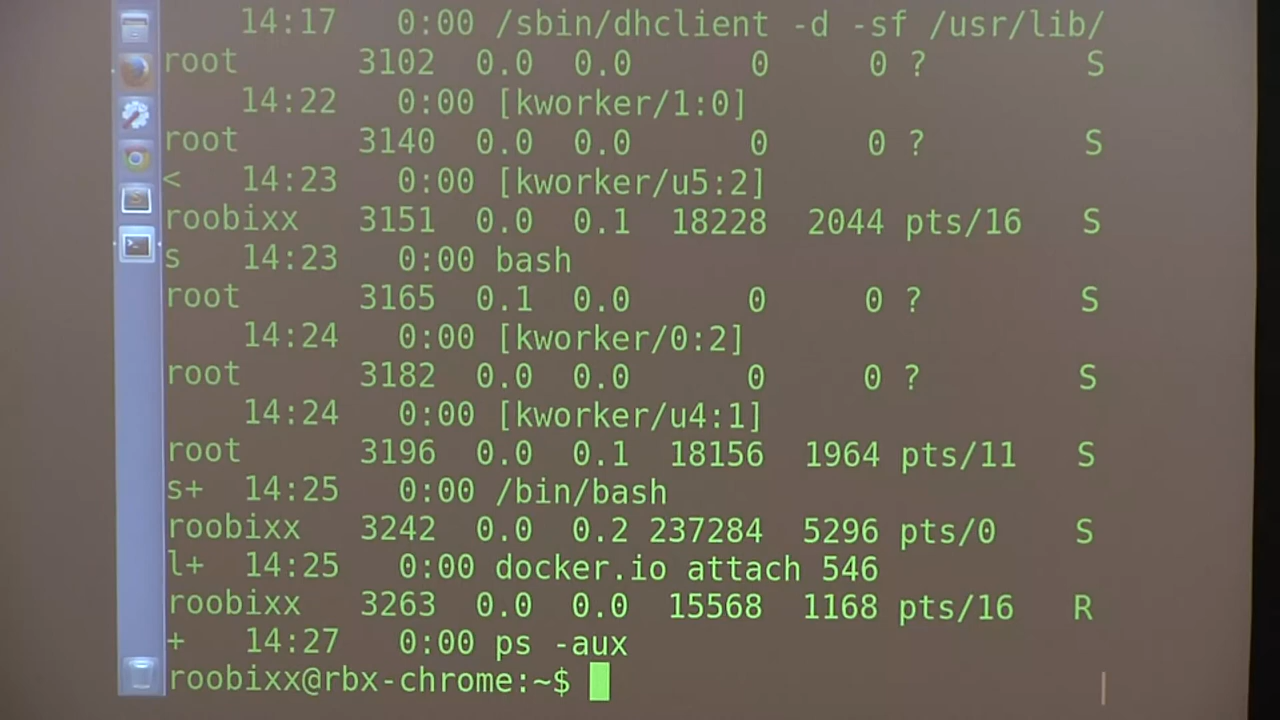 14:17 0:00 /sbin/dhclient -d -sf /usr/lib/
root 3102 0.0 0.0 0 0 ? S
14:22 0:00 [kworker/1:0]
root 3140 0.0 0.0 0 0 ? S
< 14:23 0:00 [kworker/u5:2]
roobixx 3151 0.0 0.1 18228 2044 pts/16 S
s 14:23 0:00 bash
root 3165 0.1 0.0 0 0 ? S
14:24 0:00 [kworker/0:2]
root 3182 0.0 0.0 0 0 ? S
14:24 0:00 [kworker/u4:1]
root 3196 0.0 0.1 18156 1964 pts/11 S
s+ 14:25 0:00 /bin/bash
roobixx 3242 0.0 0.2 237284 5296 pts/0 S
l+ 14:25 0:00 docker.io attach 546
roobixx 3263 0.0 0.0 15568 1168 pts/16 R
+ 14:27 0:00 ps -aux
roobixx@rbx-chrome:~$